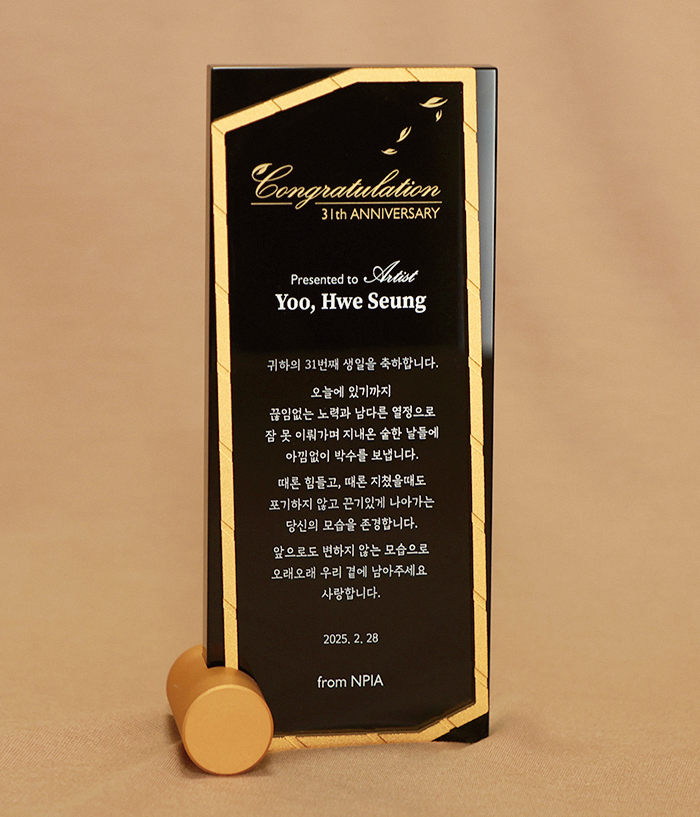 Congratulation
31th ANNIVERSARY
Presented to Artist
Yoo, Hwe Seung
귀하의 31번째 생일을 축하합니다.
오늘에 있기까지
끊임없는 노력과 남다른 열정으로
잠 못 이뤄가며 지내온 숱한 날들에
아낌없이 박수를 보냅니다.
때론 힘들고, 때론 지쳤을때도
포기하지 않고 끈기있게 나아가는
당신의 모습을 존경합니다.
앞으로도 변하지 않는 모습으로
오래오래 우리 곁에 남아주세요
사랑합니다.
2025. 2. 28
from NPIA